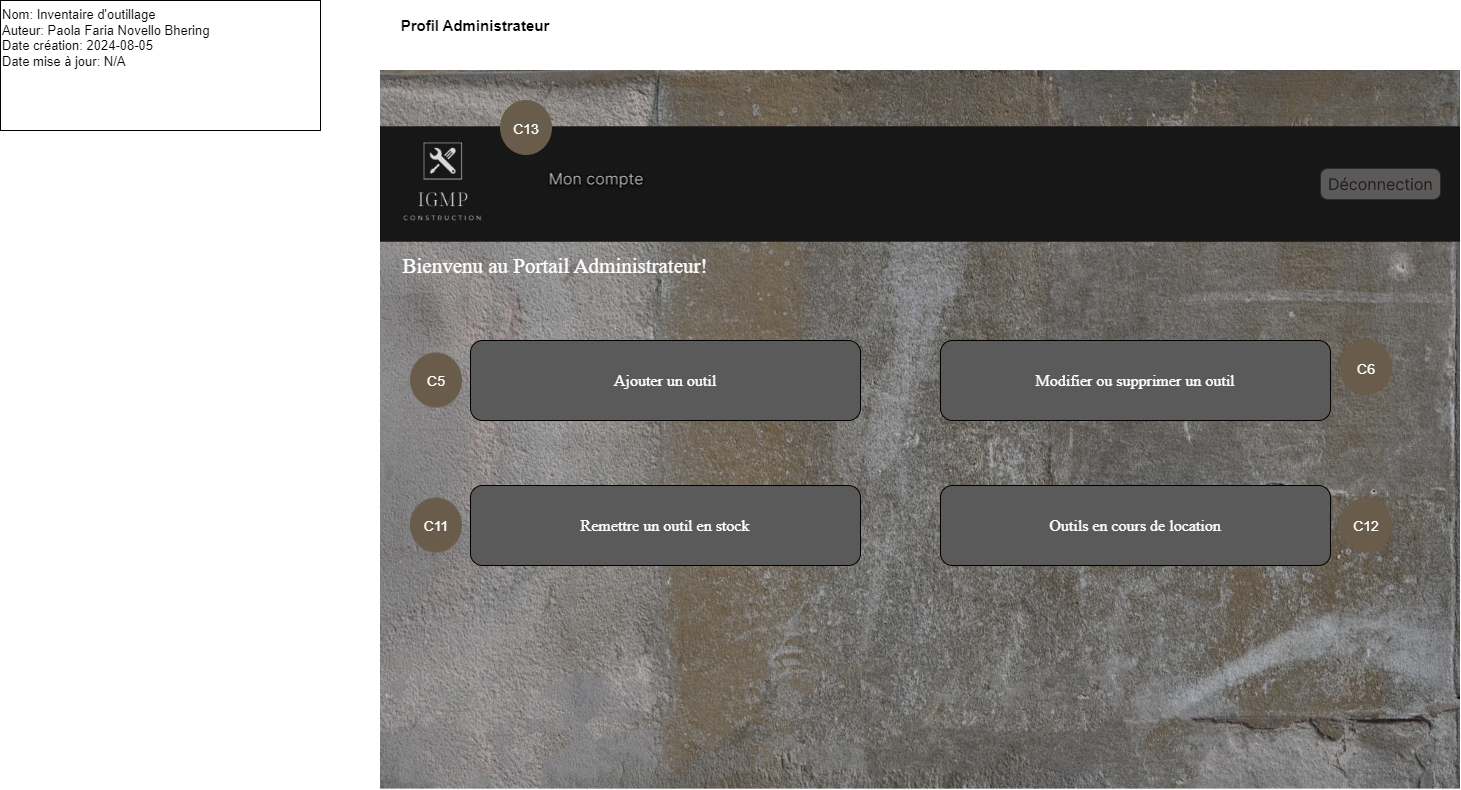 Nom: Inventaire d'outillage
Auteur: Paola Faria Novello Bhering
Date création: 2024-08-05
Date mise à jour: N/A
Profil Administrateur
C13
IGMP
CONSTRUCTION
Mon compte
Déconnection
Bienvenu au Portail Administrateur!
C5
Ajouter un outil
Modifier ou supprimer un outil
C6
C11
Remettre un outil en stock
Outils en cours de location
C12